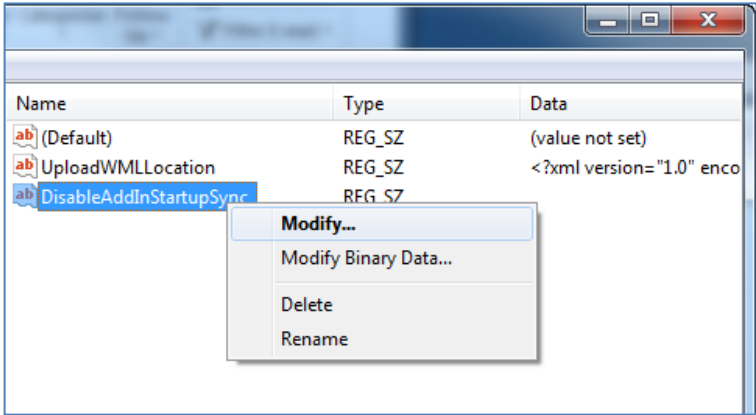 Name Type Data
(Default) REG_SZ (value not set)
UploadWMLLocation REG_SZ <?xml version="1.0" enco
DisableAddInStartupSync REG_SZ
Modify...
Modify Binary Data...
Delete
Rename